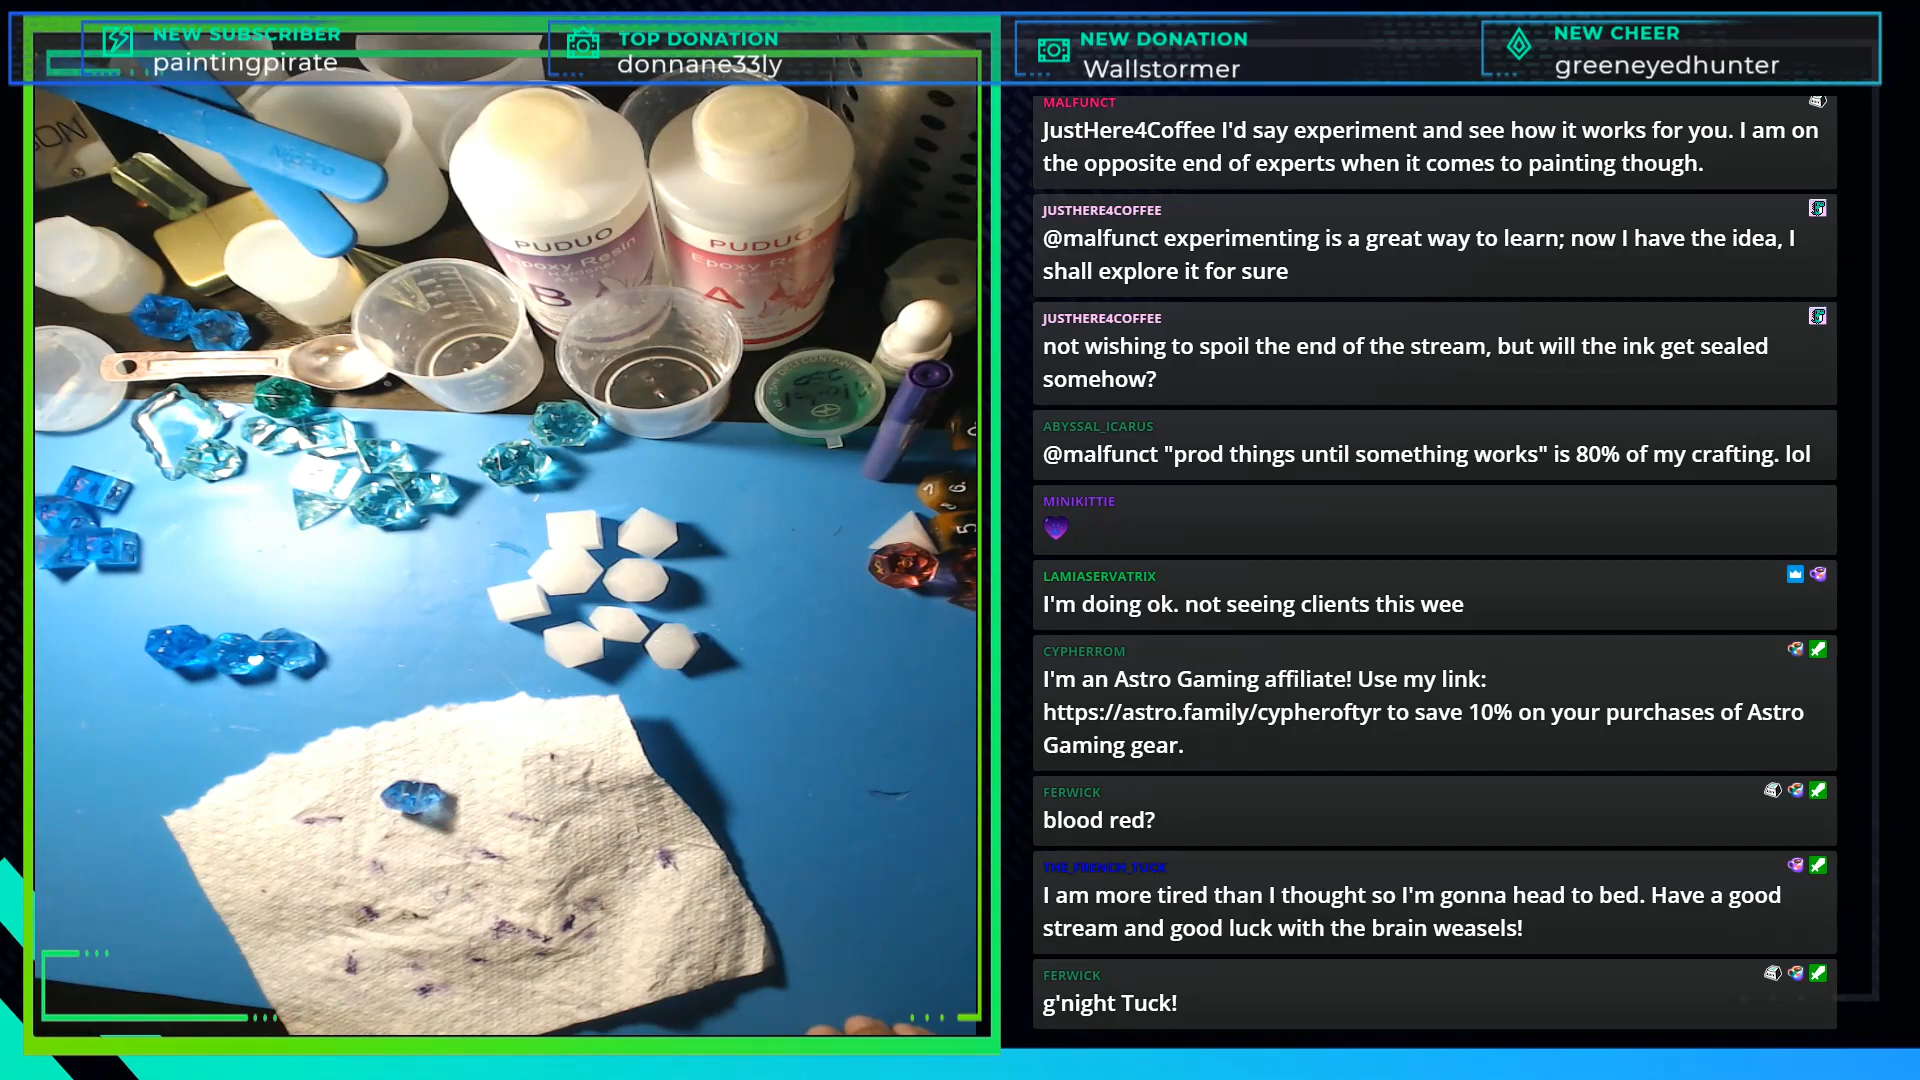 NEW SUBSCRIBER
paintingpirate
TOP DONATION
donnane33ly
NEW DONATION
Wallstormer
NEW CHEER
greeneyedhunter
PUDUO
Epoxy Resin
B
PUDUO
Epoxy Resin
A
MALFUNCT
JustHere4Coffee I'd say experiment and see how it works for you. I am on
the opposite end of experts when it comes to painting though.
JUSTHERE4COFFEE
@malfunct experimenting is a great way to learn; now I have the idea, I
shall explore it for sure
JUSTHERE4COFFEE
not wishing to spoil the end of the stream, but will the ink get sealed
somehow?
ABYSSAL_ICARUS
@malfunct "prod things until something works" is 80% of my crafting. lol
MINIKITTIE
LAMIASERVATRIX
I'm doing ok. not seeing clients this wee
CYPHERROM
I'm an Astro Gaming affiliate! Use my link:
https://astro.family/cypheroftyr to save 10% on your purchases of Astro
Gaming gear.
FERWICK
blood red?
THE_FRENCH_TUCK
I am more tired than I thought so I'm gonna head to bed. Have a good
stream and good luck with the brain weasels!
FERWICK
g'night Tuck!